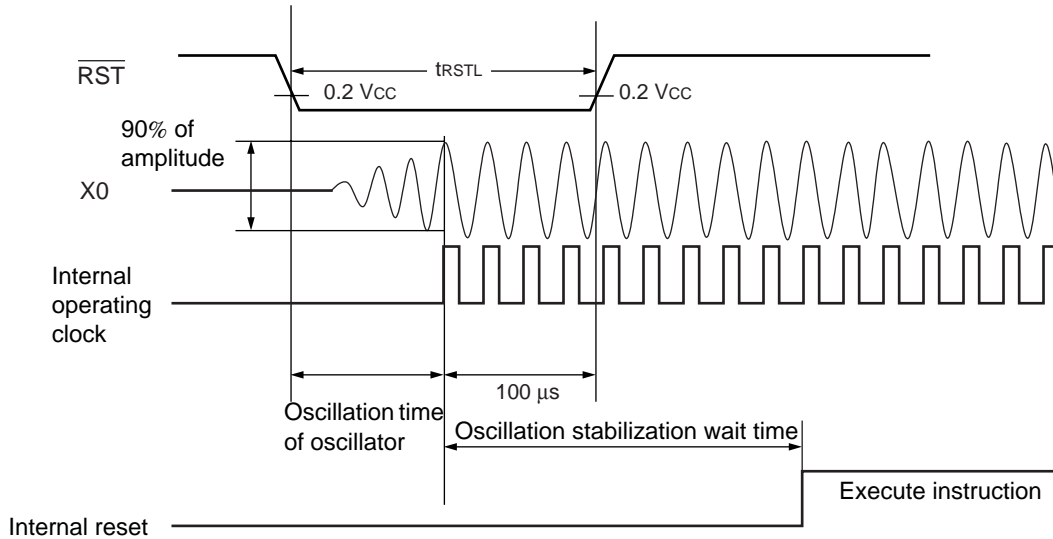 RST
tRSTL
0.2 VCC
0.2 VCC
90% of
amplitude
X0
Internal
operating
clock
100 μs
Oscillation time
of oscillator
Oscillation stabilization wait time
Execute instruction
Internal reset